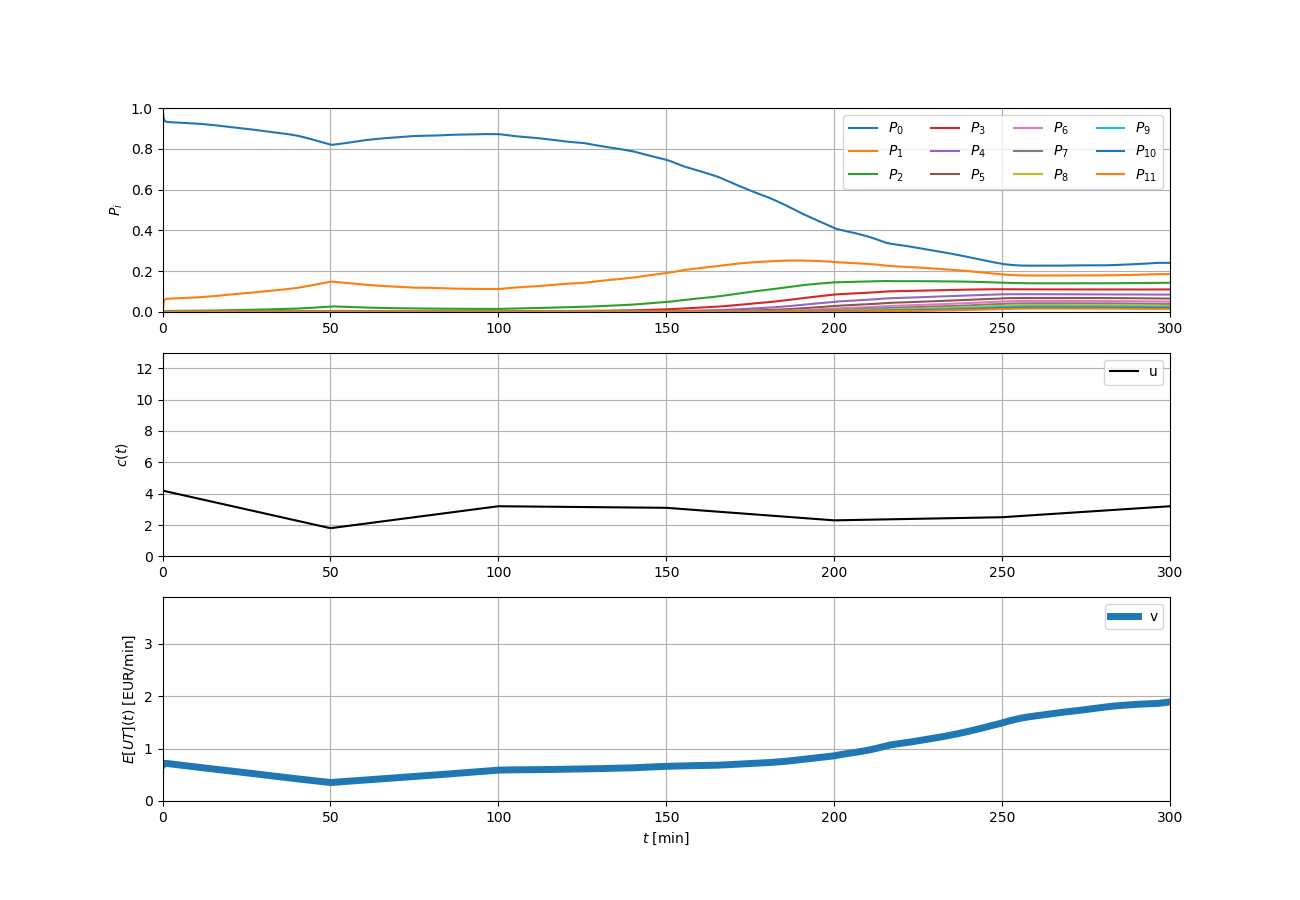 1.0
0.8
0.6
0.4
0.2
0.0
P_i
P_0 P_3 P_6 P_9
P_1 P_4 P_7 P_10
P_2 P_5 P_8 P_11
0 50 100 150 200 250 300
12
10
8
6
4
2
0
c(t)
u
0 50 100 150 200 250 300
3
2
1
0
E[UT](t) [EUR/min]
v
0 50 100 150 200 250 300
t [min]